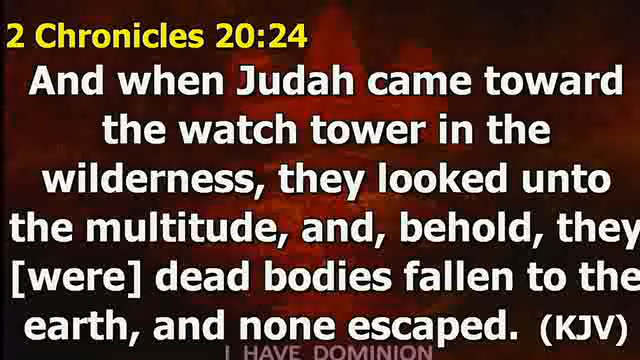 2 Chronicles 20:24
And when Judah came toward
the watch tower in the
wilderness, they looked unto
the multitude, and, behold, they
[were] dead bodies fallen to the
earth, and none escaped. (KJV)
I HAVE DOMINION